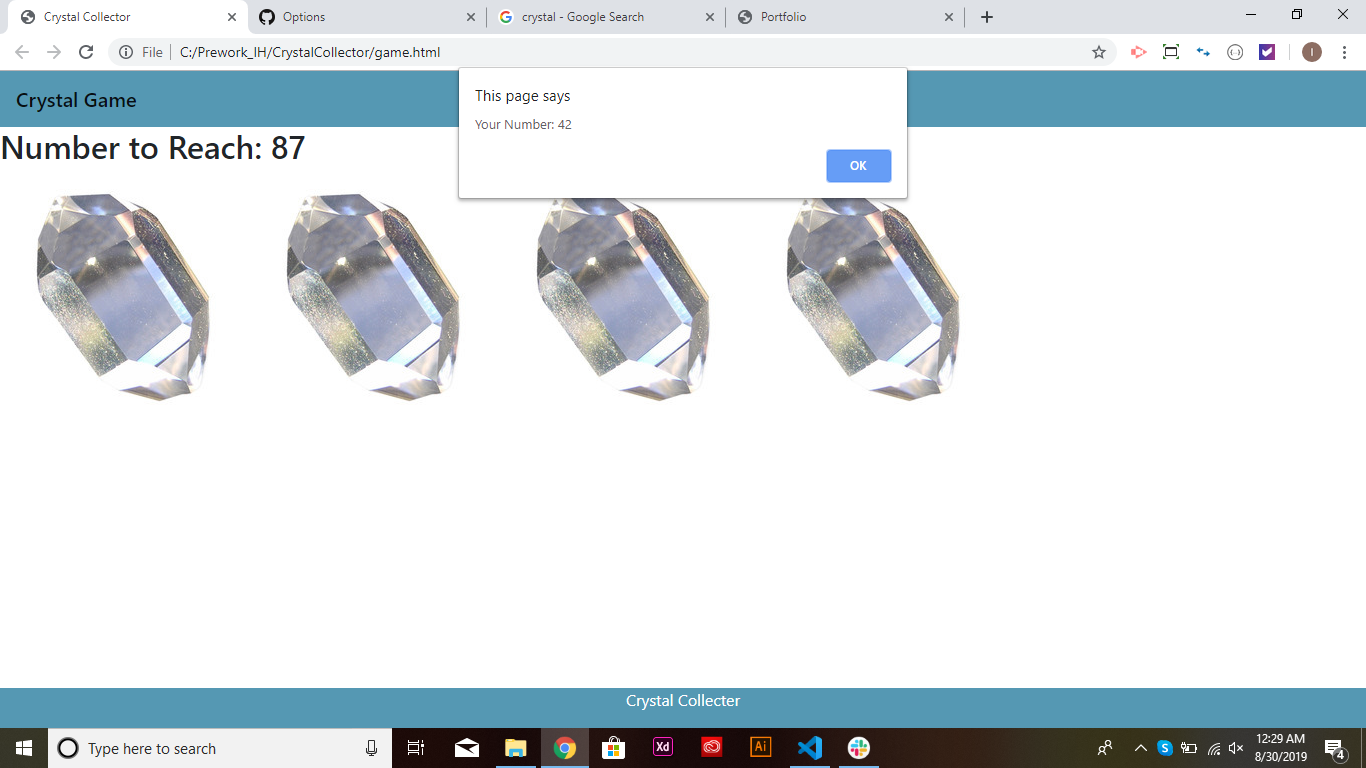 Crystal Collector
Options
crystal - Google Search
Portfolio
File
C:/Prework_IH/CrystalCollector/game.html
I
Crystal Game
This page says
Your Number: 42
OK
Number to Reach: 87
Crystal Collecter
Type here to search
Xd
Ai
S
12:29 AM
8/30/2019
4